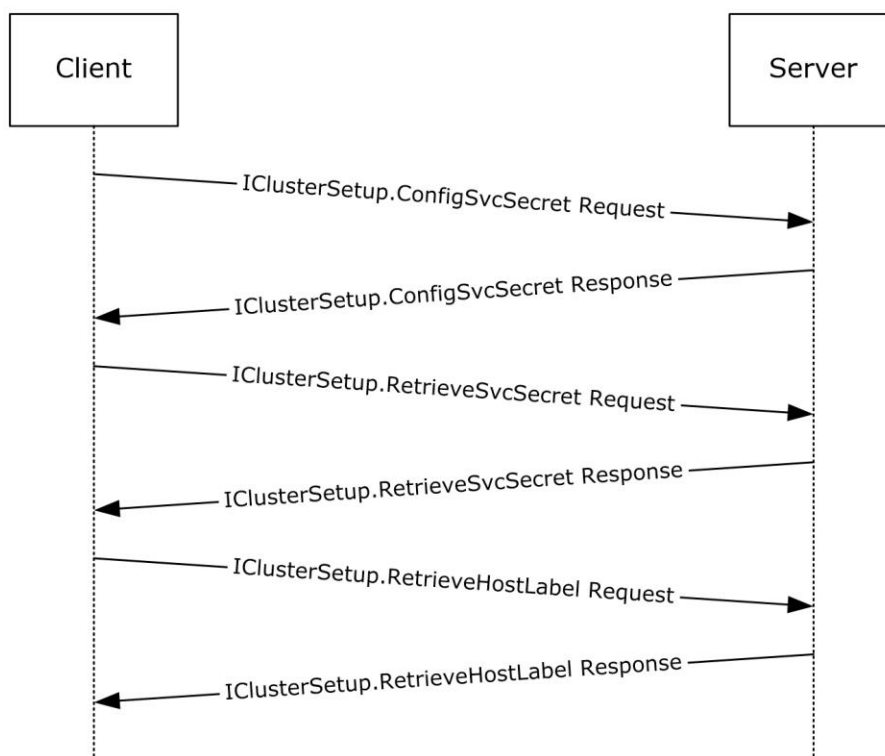 Client
Server
IClusterSetup.ConfigSvcSecret Request
IClusterSetup.ConfigSvcSecret Response
IClusterSetup.RetrieveSvcSecret Request
IClusterSetup.RetrieveSvcSecret Response
IClusterSetup.RetrieveHostLabel Request
IClusterSetup.RetrieveHostLabel Response